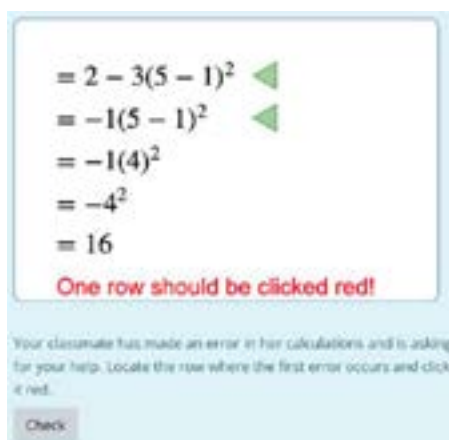 = 2 − 3(5 − 1)²
= −1(5 − 1)²
= −1(4)²
= −4²
= 16
One row should be clicked red!
Your classmate has made an error in her calculations and is asking
for your help. Locate the row where the first error occurs and click
it red.
Check